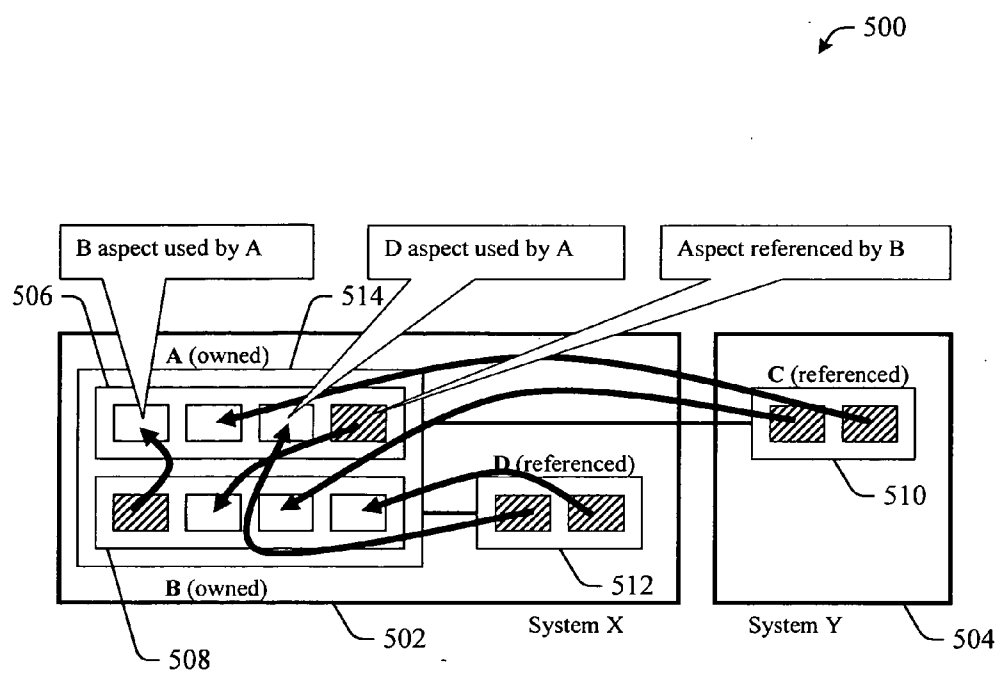 500
B aspect used by A
D aspect used by A
Aspect referenced by B
506
514
A (owned)
C (referenced)
D (referenced)
510
512
B (owned)
System X
System Y
502
504
508